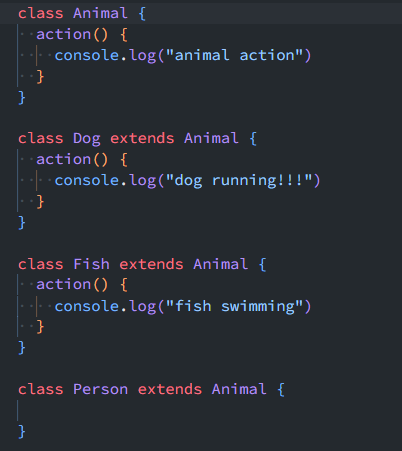 class Animal {
  action() {
    console.log("animal action")
  }
}

class Dog extends Animal {
  action() {
    console.log("dog running!!!")
  }
}

class Fish extends Animal {
  action() {
    console.log("fish swimming")
  }
}

class Person extends Animal {

}